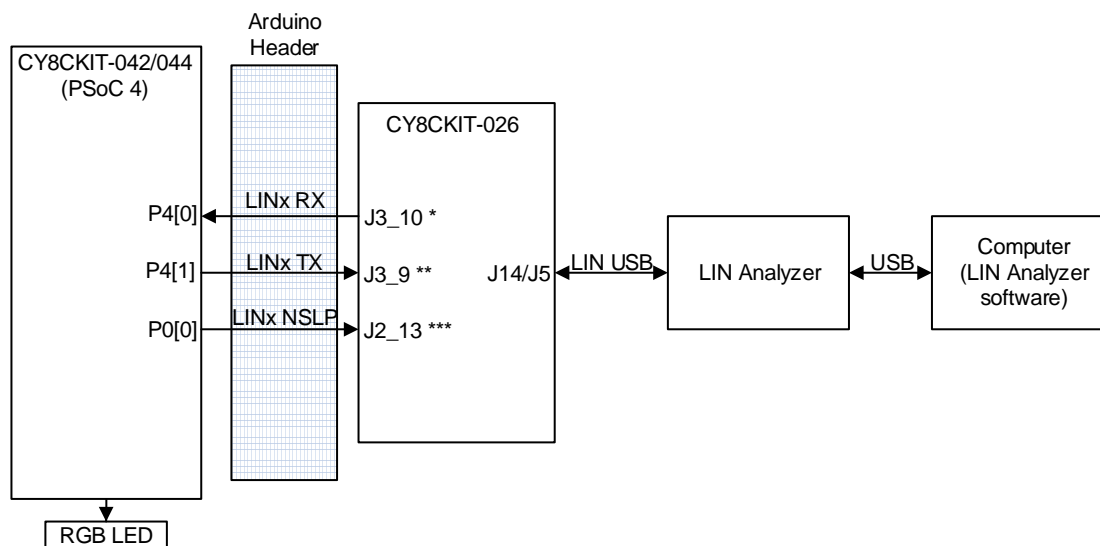 Arduino
Header
CY8CKIT-042/044
(PSoC 4)
CY8CKIT-026
P4[0]
LINx RX
J3_10 *
P4[1]
LINx TX
J3_9 **
P0[0]
LINx NSLP
J2_13 ***
J14/J5
LIN USB
LIN Analyzer
USB
Computer
(LIN Analyzer
software)
RGB LED